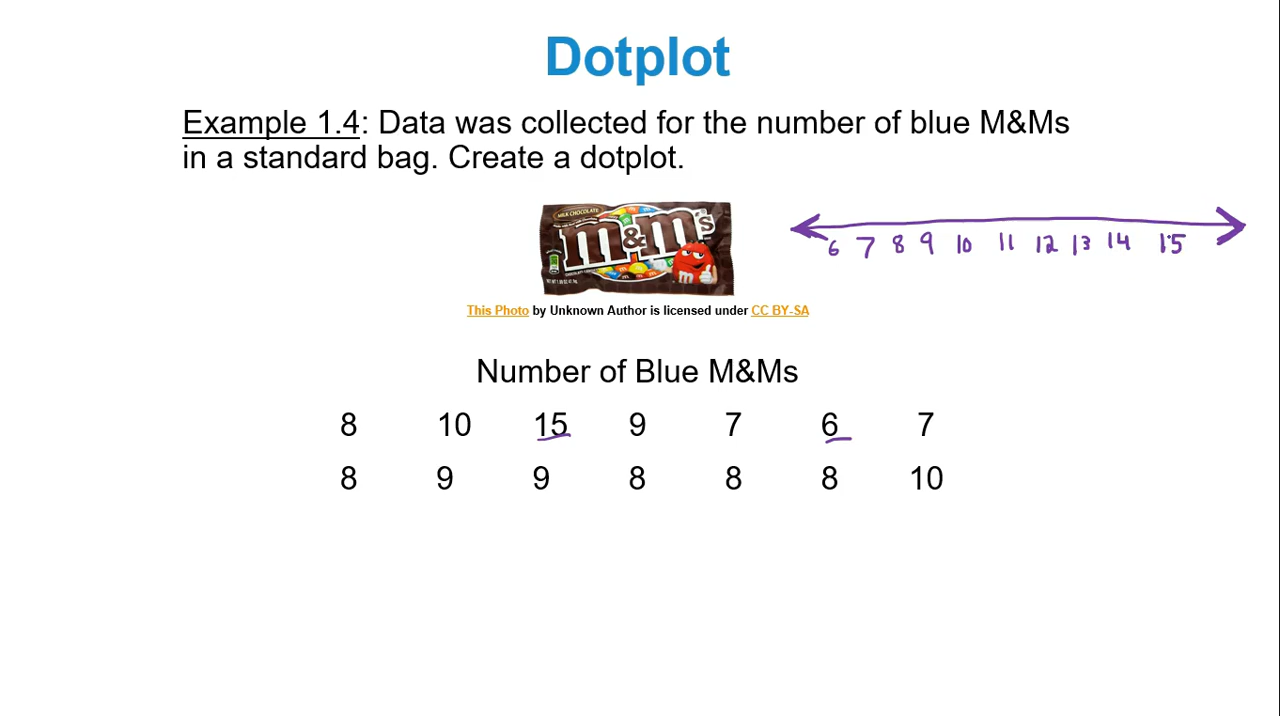 Dotplot
Example 1.4: Data was collected for the number of blue M&Ms
in a standard bag. Create a dotplot.
MILK CHOCOLATE
m&m's
m
6 7 8 9 10 11 12 13 14 15
This Photo by Unknown Author is licensed under CC BY-SA
Number of Blue M&Ms
8 10 15 9 7 6 7
8 9 9 8 8 8 10